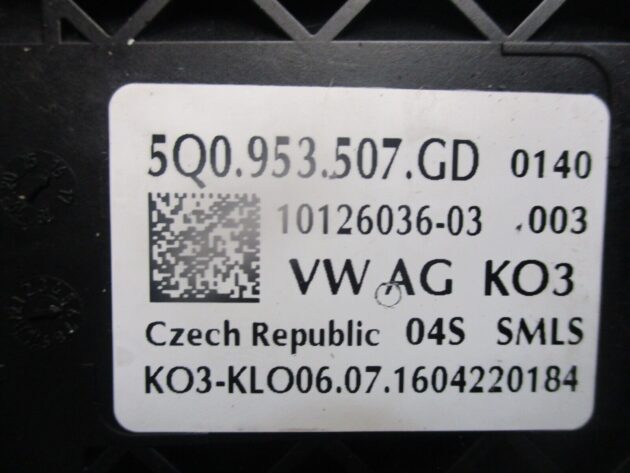 5Q0.953.507.GD 0140
10126036-03 .003
VW AG KO3
Czech Republic 04S SMLS
KO3-KLO06.07.1604220184